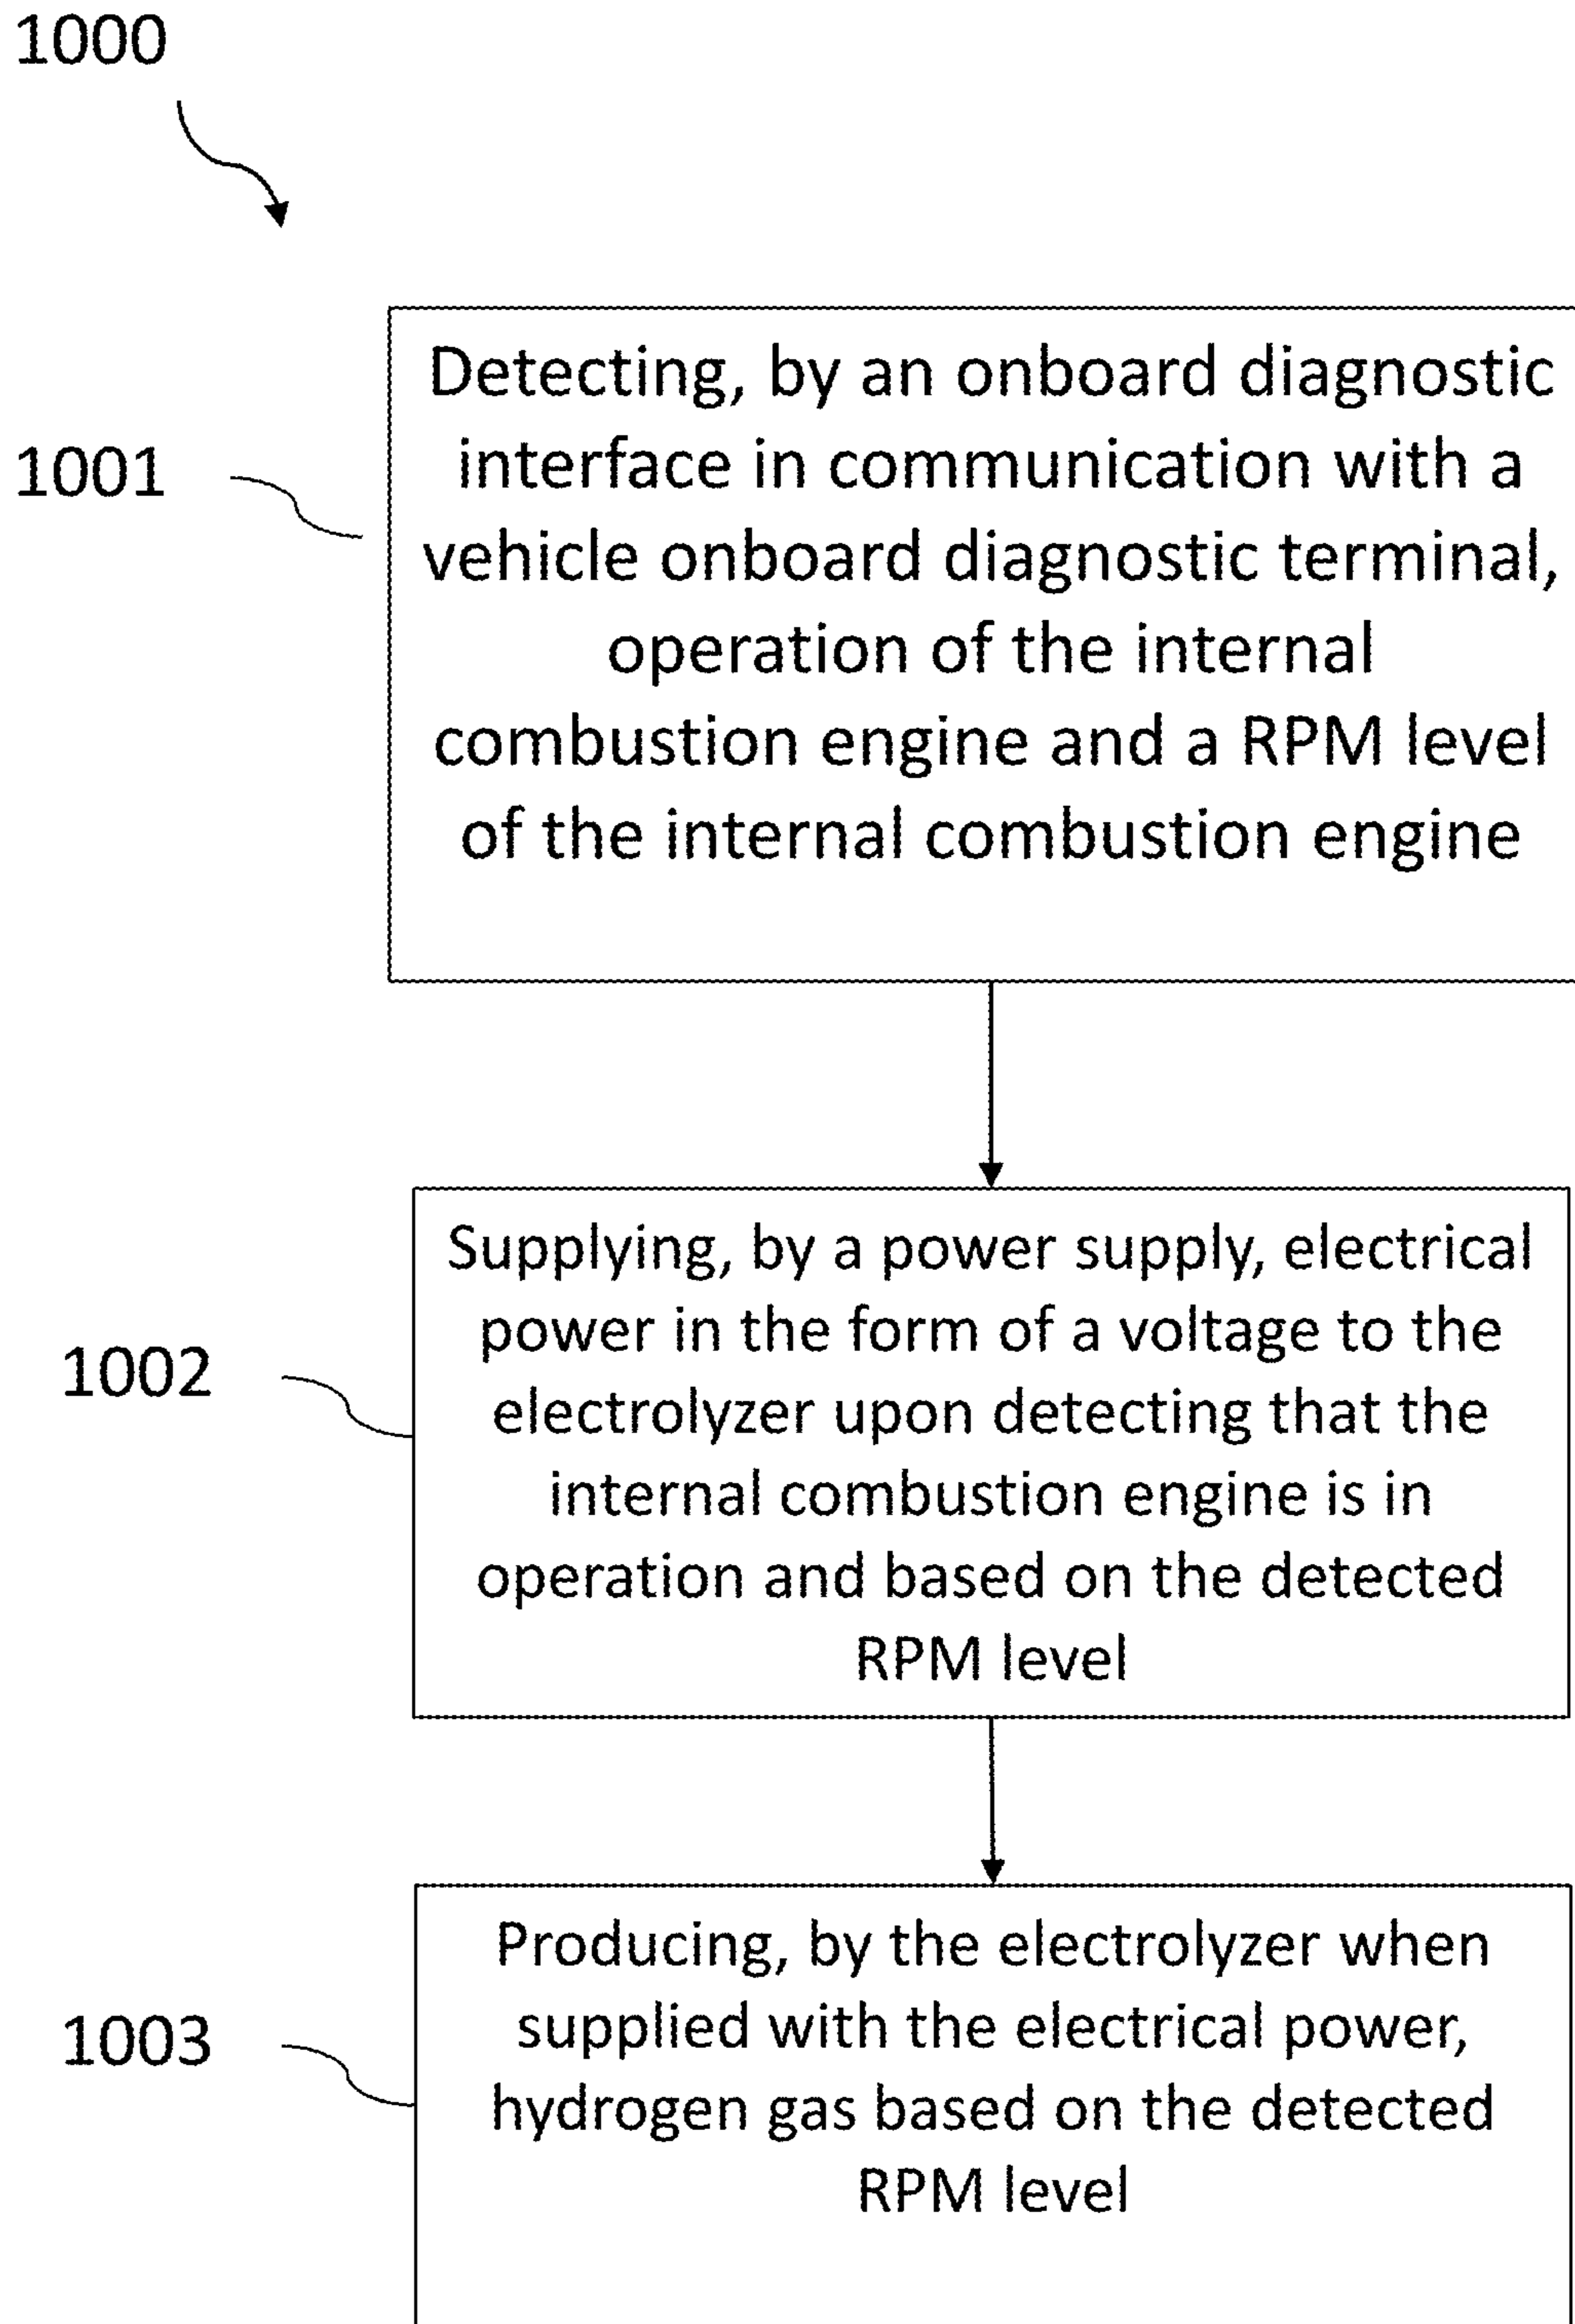 1000
1001
Detecting, by an onboard diagnostic
interface in communication with a
vehicle onboard diagnostic terminal,
operation of the internal
combustion engine and a RPM level
of the internal combustion engine
1002
Supplying, by a power supply, electrical
power in the form of a voltage to the
electrolyzer upon detecting that the
internal combustion engine is in
operation and based on the detected
RPM level
1003
Producing, by the electrolyzer when
supplied with the electrical power,
hydrogen gas based on the detected
RPM level